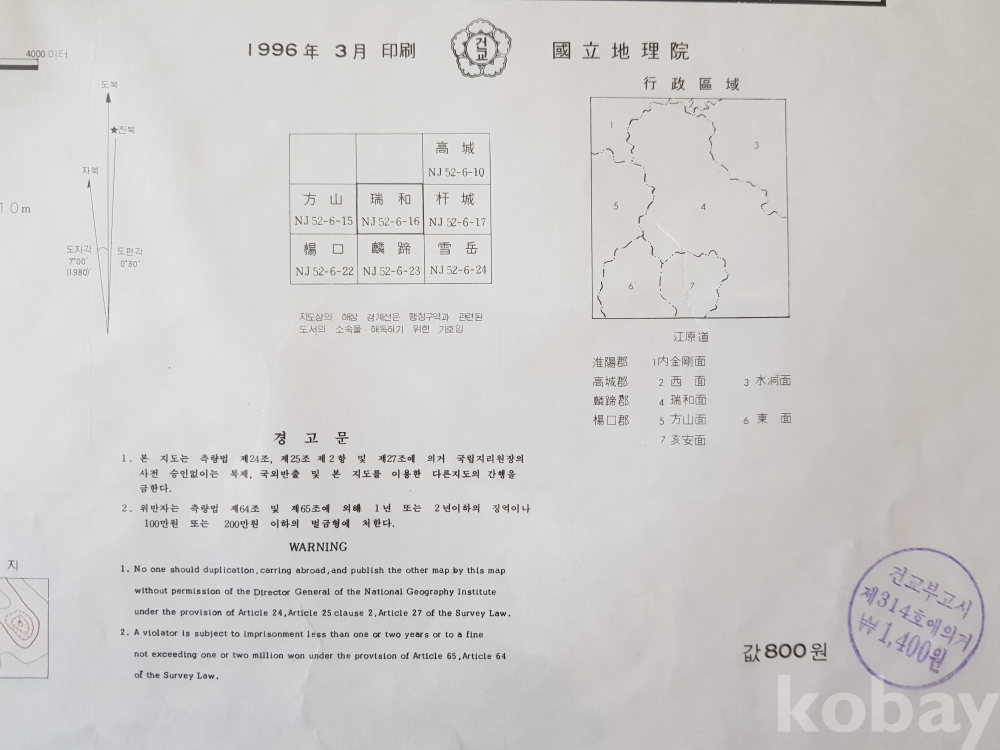 4000 미터
1996年 3月 印刷
건교
國立地理院
도북
★진북
자북
10m
도자각
7°00′
(1980)
도편각
0°30′
高城
NJ 52-6-10
方山 瑞和 杆城
NJ 52-6-15 NJ 52-6-16 NJ 52-6-17
楊口 麟蹄 雪岳
NJ 52-6-22 NJ 52-6-23 NJ 52-6-24
지도상의 해상 경계선은 행정구역과 관련된
도서의 소속을 해독하기 위한 기호임
行政區域
1
3
5
4
6
7
江原道
淮陽郡 1 内金剛面
高城郡 2 西面 3 水洞面
麟蹄郡 4 瑞和面
楊口郡 5 方山面 6 東面
7 亥安面
경고문
1. 본 지도는 측량법 제24조, 제25조 제2항 및 제27조에 의거 국립지리원장의
사전 승인없이는 복제, 국외반출 및 본 지도를 이용한 다른지도의 간행을
금한다.
2. 위반자는 측량법 제64조 및 제65조에 의해 1년 또는 2년이하의 징역이나
100만원 또는 200만원 이하의 벌금형에 처한다.
WARNING
1. No one should duplication, carring abroad, and publish the other map by this map
without permission of the Director General of the National Geography Institute
under the provision of Article 24, Article 25 clause 2, Article 27 of the Survey Law.
2. A violator is subject to imprisonment less than one or two years or to a fine
not exceeding one or two million won under the provision of Article 65, Article 64
of the Survey Law.
지
값 800원
건교부고시
제314호에의거
₩1,400원
kobay